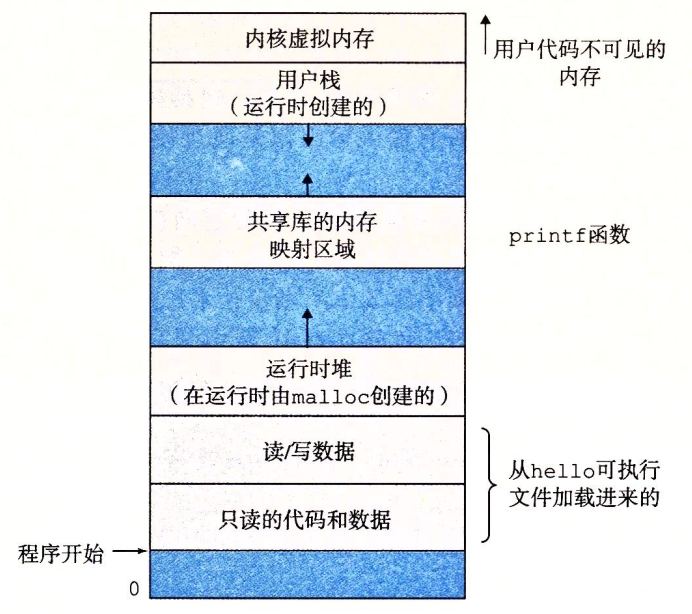 内核虚拟内存
用户代码不可见的
内存
用户栈
(运行时创建的)
共享库的内存
映射区域
printf函数
运行时堆
(在运行时由malloc创建的)
读/写数据
从hello可执行
文件加载进来的
只读的代码和数据
程序开始
0